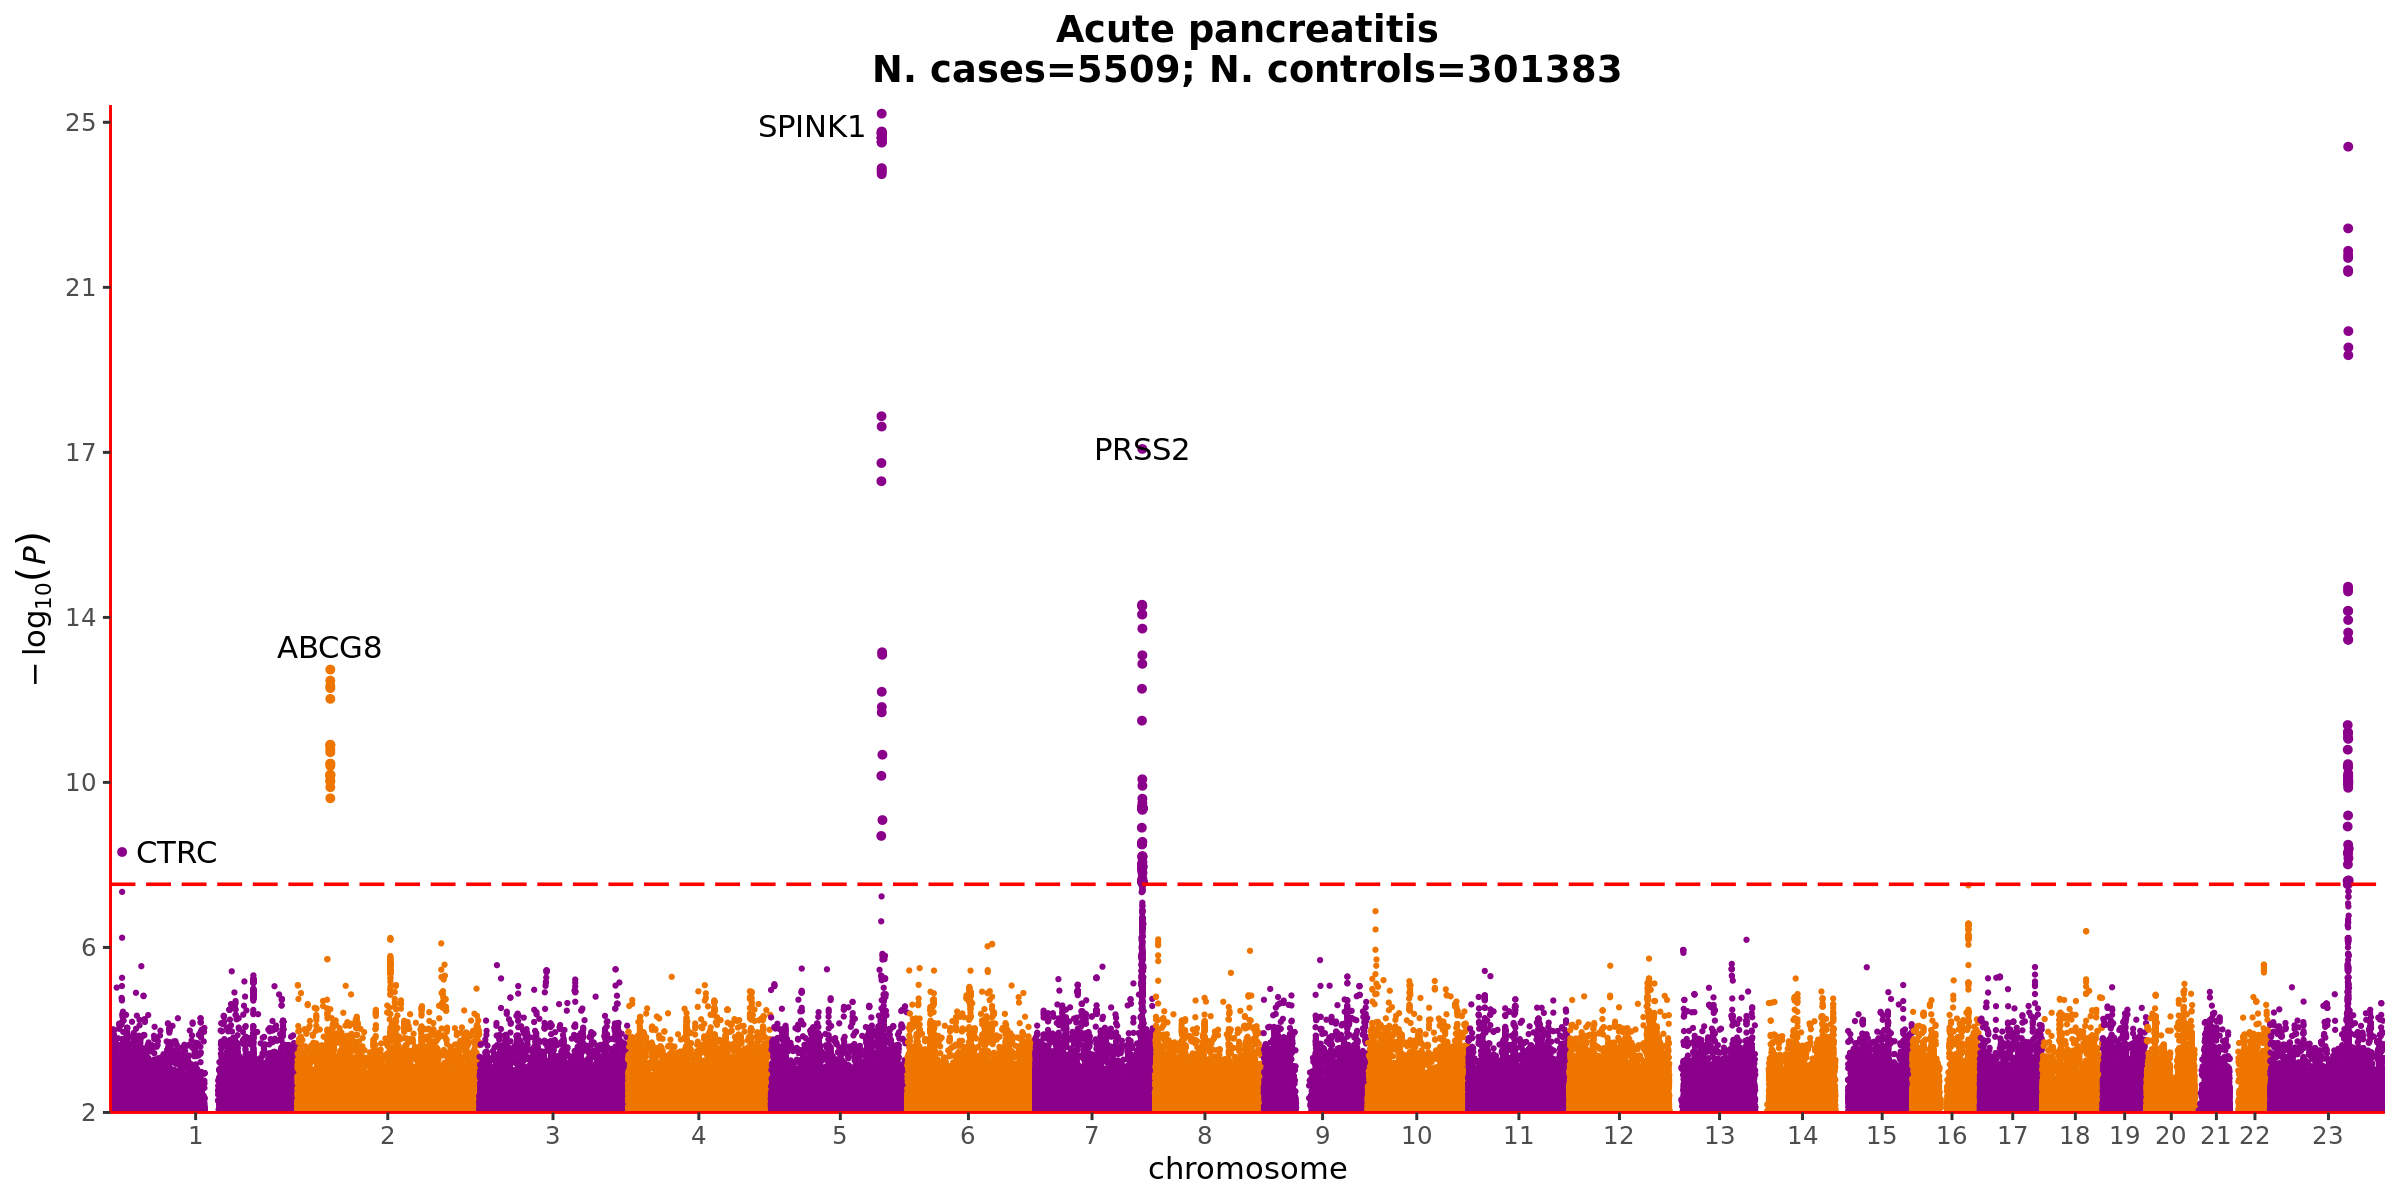 Acute pancreatitis
N. cases=5509; N. controls=301383
25
SPINK1
21
17
PRSS2
14
ABCG8
10
CTRC
6
2
− log10(P)
1 2 3 4 5 6 7 8 9 10 11 12 13 14 15 16 17 18 19 20 21 22 23
chromosome